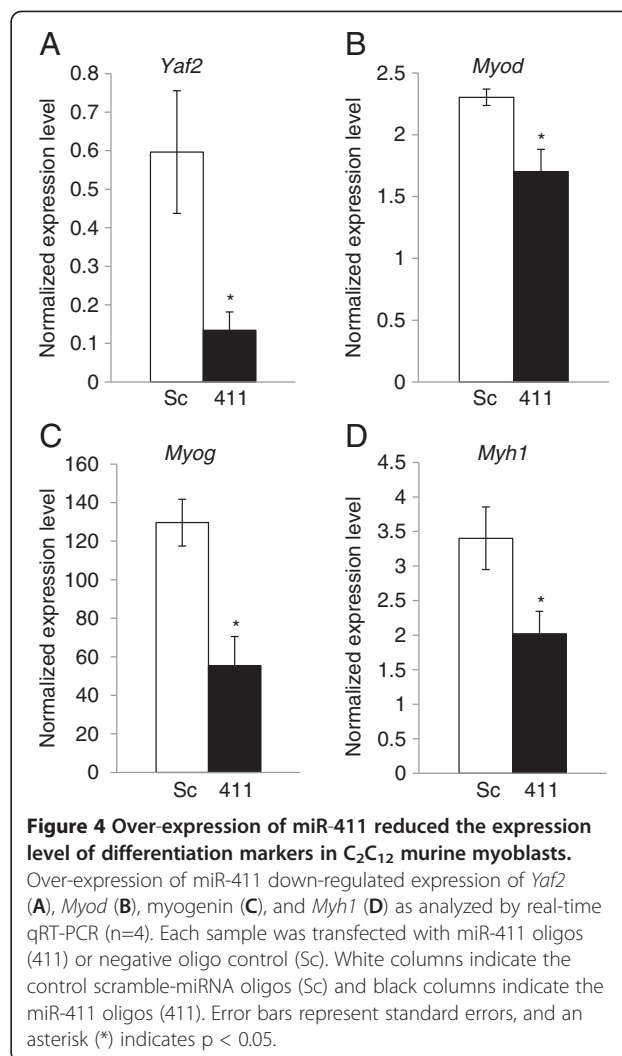 A
Yaf2
Normalized expression level
0.8
0.7
0.6
0.5
0.4
0.3
0.2
0.1
0
*
Sc 411
B
Myod
Normalized expression level
2.5
2
1.5
1
0.5
0
*
Sc 411
C
Myog
Normalized expression level
160
140
120
100
80
60
40
20
0
*
Sc 411
D
Myh1
Normalized expression level
4.5
4
3.5
3
2.5
2
1.5
1
0.5
0
*
Sc 411
Figure 4 Over-expression of miR-411 reduced the expression
level of differentiation markers in C₂C₁₂ murine myoblasts.
Over-expression of miR-411 down-regulated expression of Yaf2
(A), Myod (B), myogenin (C), and Myh1 (D) as analyzed by real-time
qRT-PCR (n=4). Each sample was transfected with miR-411 oligos
(411) or negative oligo control (Sc). White columns indicate the
control scramble-miRNA oligos (Sc) and black columns indicate the
miR-411 oligos (411). Error bars represent standard errors, and an
asterisk (*) indicates p < 0.05.